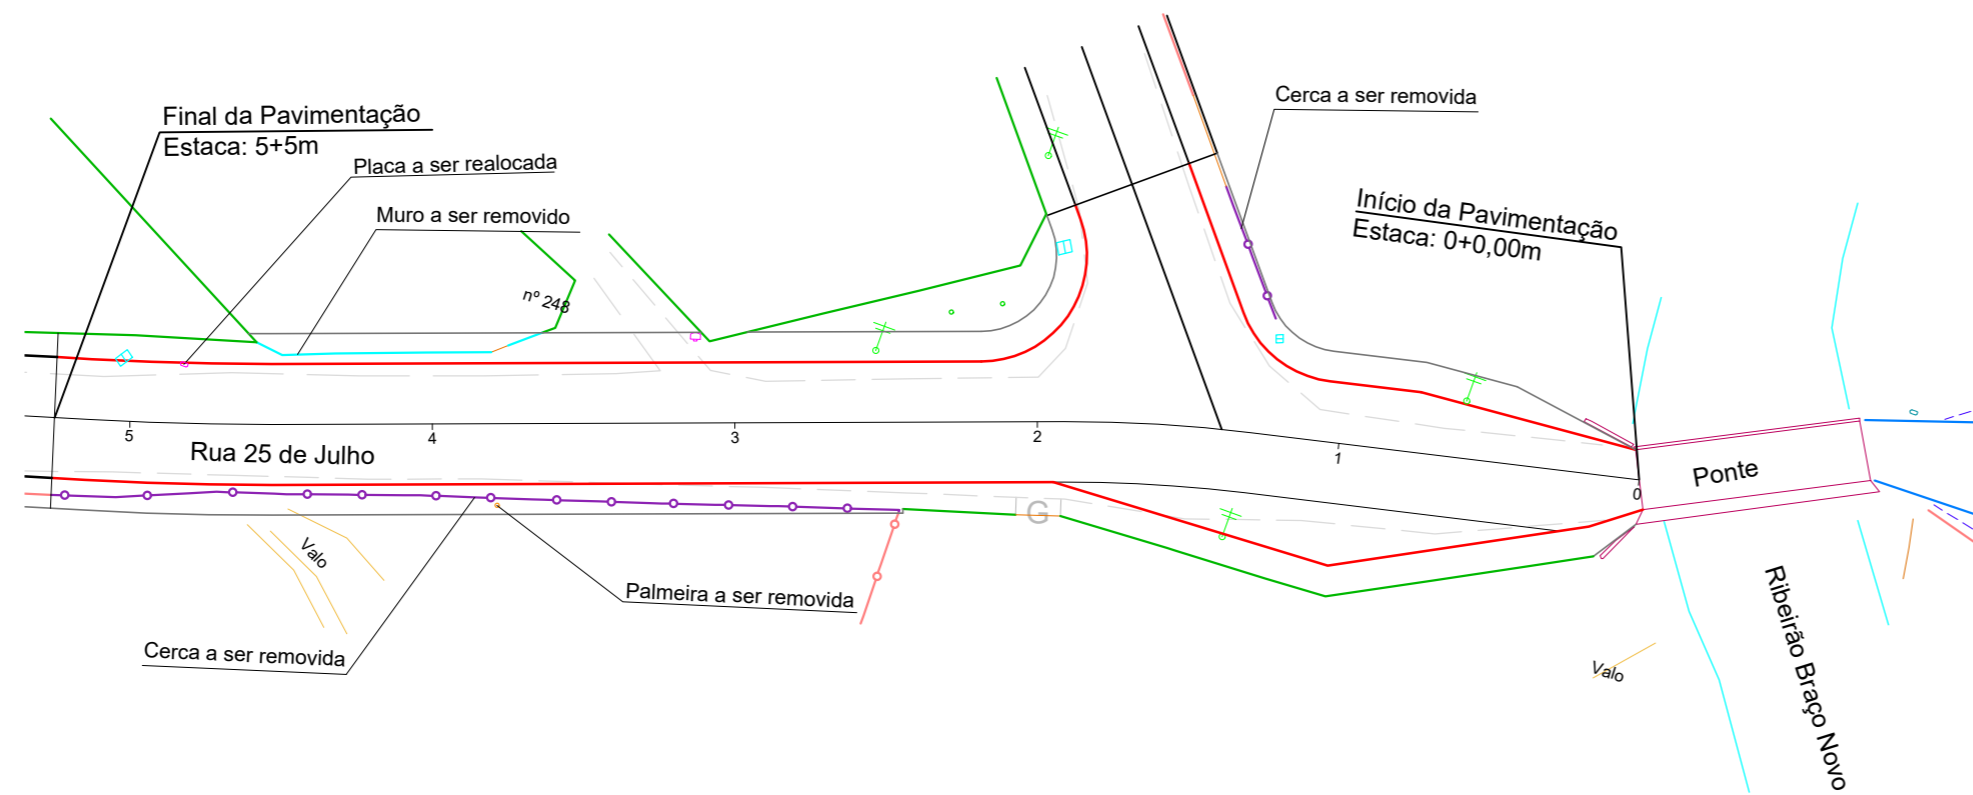 Final da Pavimentação
Estaca: 5+5m
Placa a ser realocada
Muro a ser removido
nº 248
Cerca a ser removida
Início da Pavimentação
Estaca: 0+0,00m
5
4
3
2
1
0
Rua 25 de Julho
Ponte
G
Valo
Palmeira a ser removida
Cerca a ser removida
Valo
Ribeirão Braço Novo